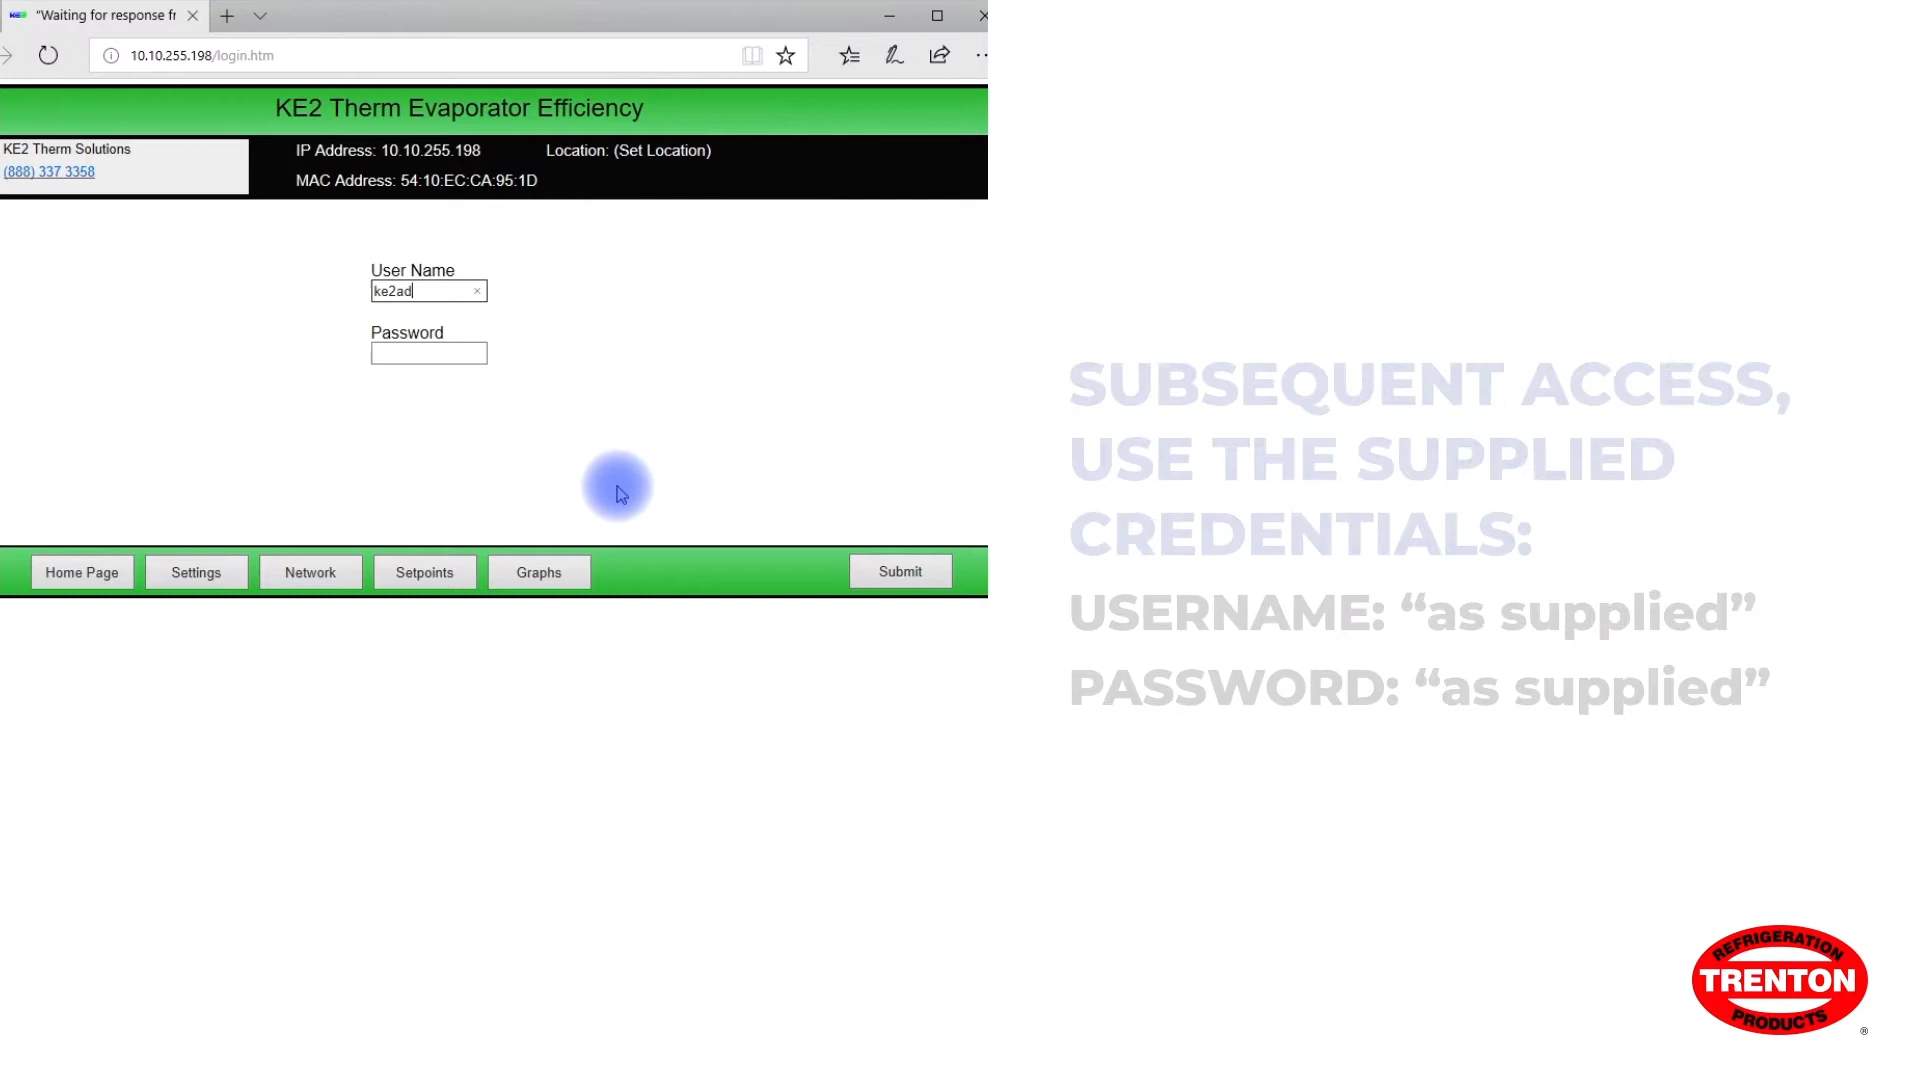 "Waiting for response fr
10.10.255.198/login.htm
KE2 Therm Evaporator Efficiency
KE2 Therm Solutions
(888) 337 3358
IP Address: 10.10.255.198
Location: (Set Location)
MAC Address: 54:10:EC:CA:95:1D
User Name
ke2ad
Password
Home Page
Settings
Network
Setpoints
Graphs
Submit
SUBSEQUENT ACCESS,
USE THE SUPPLIED
CREDENTIALS:
USERNAME: “as supplied”
PASSWORD: “as supplied”
REFRIGERATION
TRENTON
PRODUCTS
®